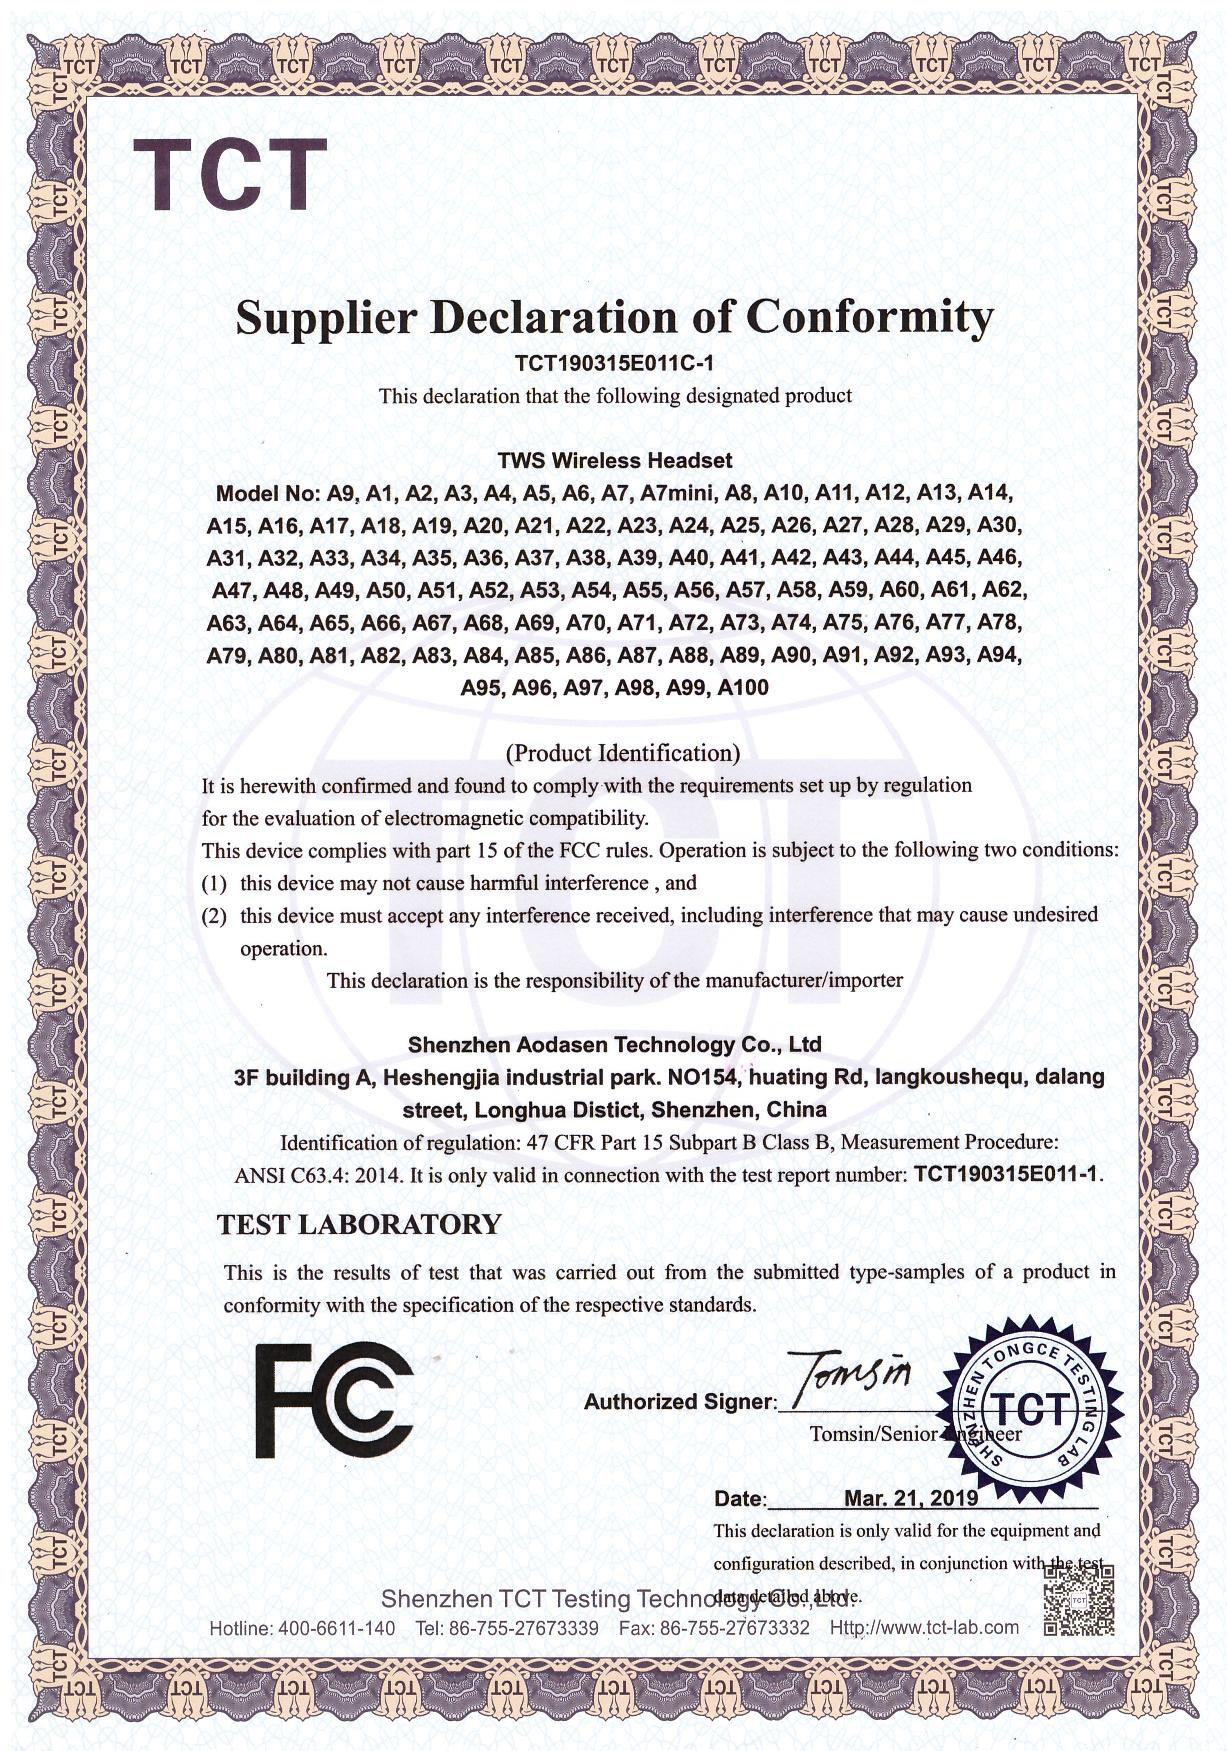 TCT
Supplier Declaration of Conformity
TCT190315E011C-1
This declaration that the following designated product
TWS Wireless Headset
Model No: A9, A1, A2, A3, A4, A5, A6, A7, A7mini, A8, A10, A11, A12, A13, A14,
A15, A16, A17, A18, A19, A20, A21, A22, A23, A24, A25, A26, A27, A28, A29, A30,
A31, A32, A33, A34, A35, A36, A37, A38, A39, A40, A41, A42, A43, A44, A45, A46,
A47, A48, A49, A50, A51, A52, A53, A54, A55, A56, A57, A58, A59, A60, A61, A62,
A63, A64, A65, A66, A67, A68, A69, A70, A71, A72, A73, A74, A75, A76, A77, A78,
A79, A80, A81, A82, A83, A84, A85, A86, A87, A88, A89, A90, A91, A92, A93, A94,
A95, A96, A97, A98, A99, A100
(Product Identification)
It is herewith confirmed and found to comply with the requirements set up by regulation
for the evaluation of electromagnetic compatibility.
This device complies with part 15 of the FCC rules. Operation is subject to the following two conditions:
(1) this device may not cause harmful interference , and
(2) this device must accept any interference received, including interference that may cause undesired
operation.
This declaration is the responsibility of the manufacturer/importer
Shenzhen Aodasen Technology Co., Ltd
3F building A, Heshengjia industrial park. NO154, huating Rd, langkoushequ, dalang
street, Longhua Distict, Shenzhen, China
Identification of regulation: 47 CFR Part 15 Subpart B Class B, Measurement Procedure:
ANSI C63.4: 2014. It is only valid in connection with the test report number: TCT190315E011-1.
TEST LABORATORY
This is the results of test that was carried out from the submitted type-samples of a product in
conformity with the specification of the respective standards.
FCC
Authorized Signer: Tomsin
Tomsin/Senior Engineer
SHENZHEN TONGCE TESTING LAB
TCT
Date: Mar. 21, 2019
This declaration is only valid for the equipment and
configuration described, in conjunction with the test
data detailed above.
Shenzhen TCT Testing Technology Co., Ltd.
Hotline: 400-6611-140 Tel: 86-755-27673339 Fax: 86-755-27673332 Http://www.tct-lab.com